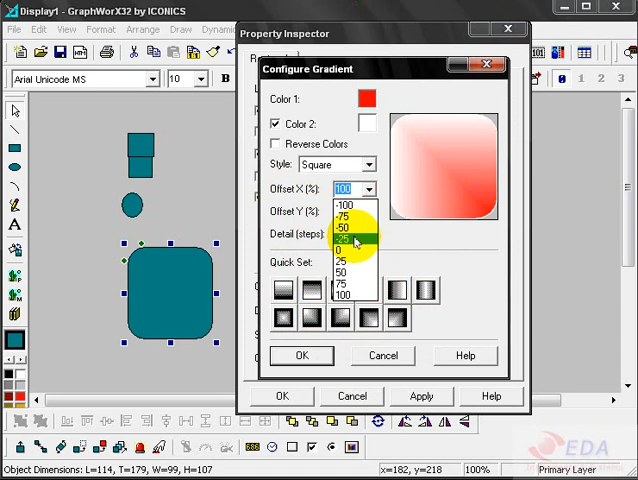 Display1 - GraphWorX32 by ICONICS
File Edit View Format Arrange Draw Dynamics
Arial Unicode MS
10
B
Property Inspector
Configure Gradient
Color 1:
Color 2:
Reverse Colors
Style:
Square
Offset X (%):
100
Offset Y (%):
Detail (steps):
-100
-75
-50
-25
0
25
50
75
100
Quick Set:
OK
Cancel
Help
OK
Cancel
Apply
Help
EDA
Object Dimensions: L=114, T=179, W=99, H=107
x=182, y=218
100%
Primary Layer